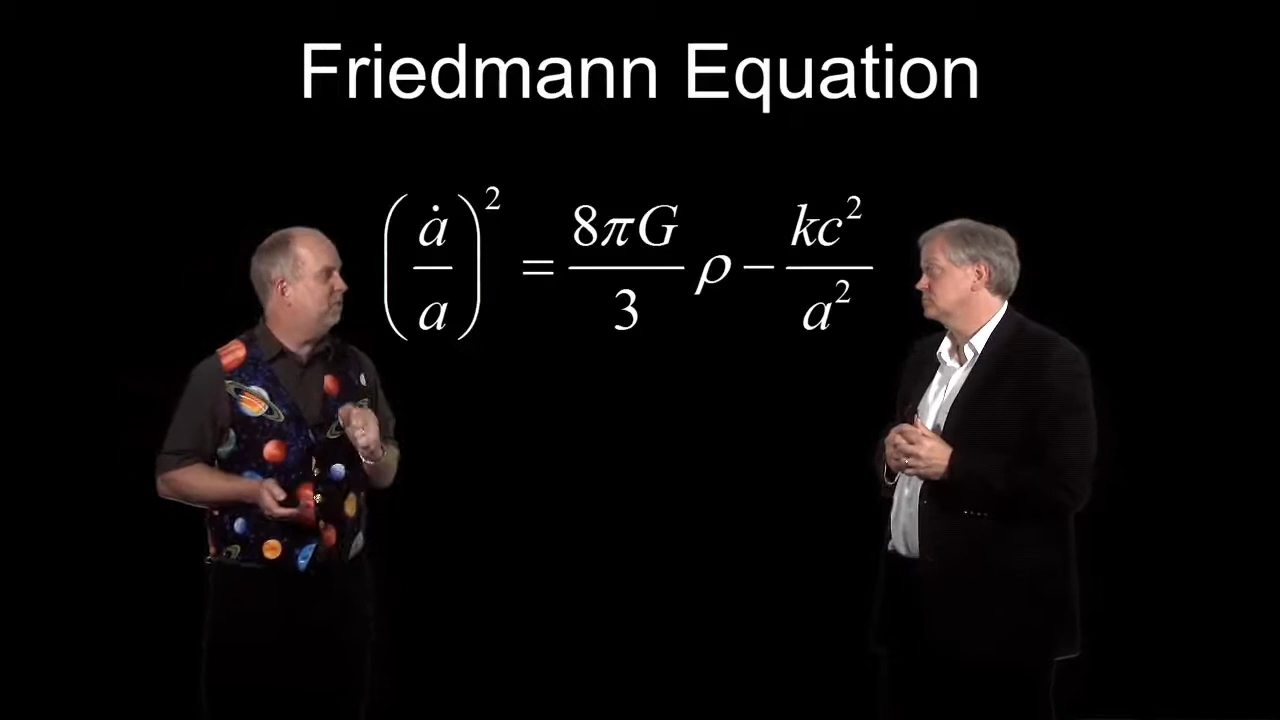 Friedmann Equation
(ȧ/a)² = 8πG/3 ρ − kc²/a²